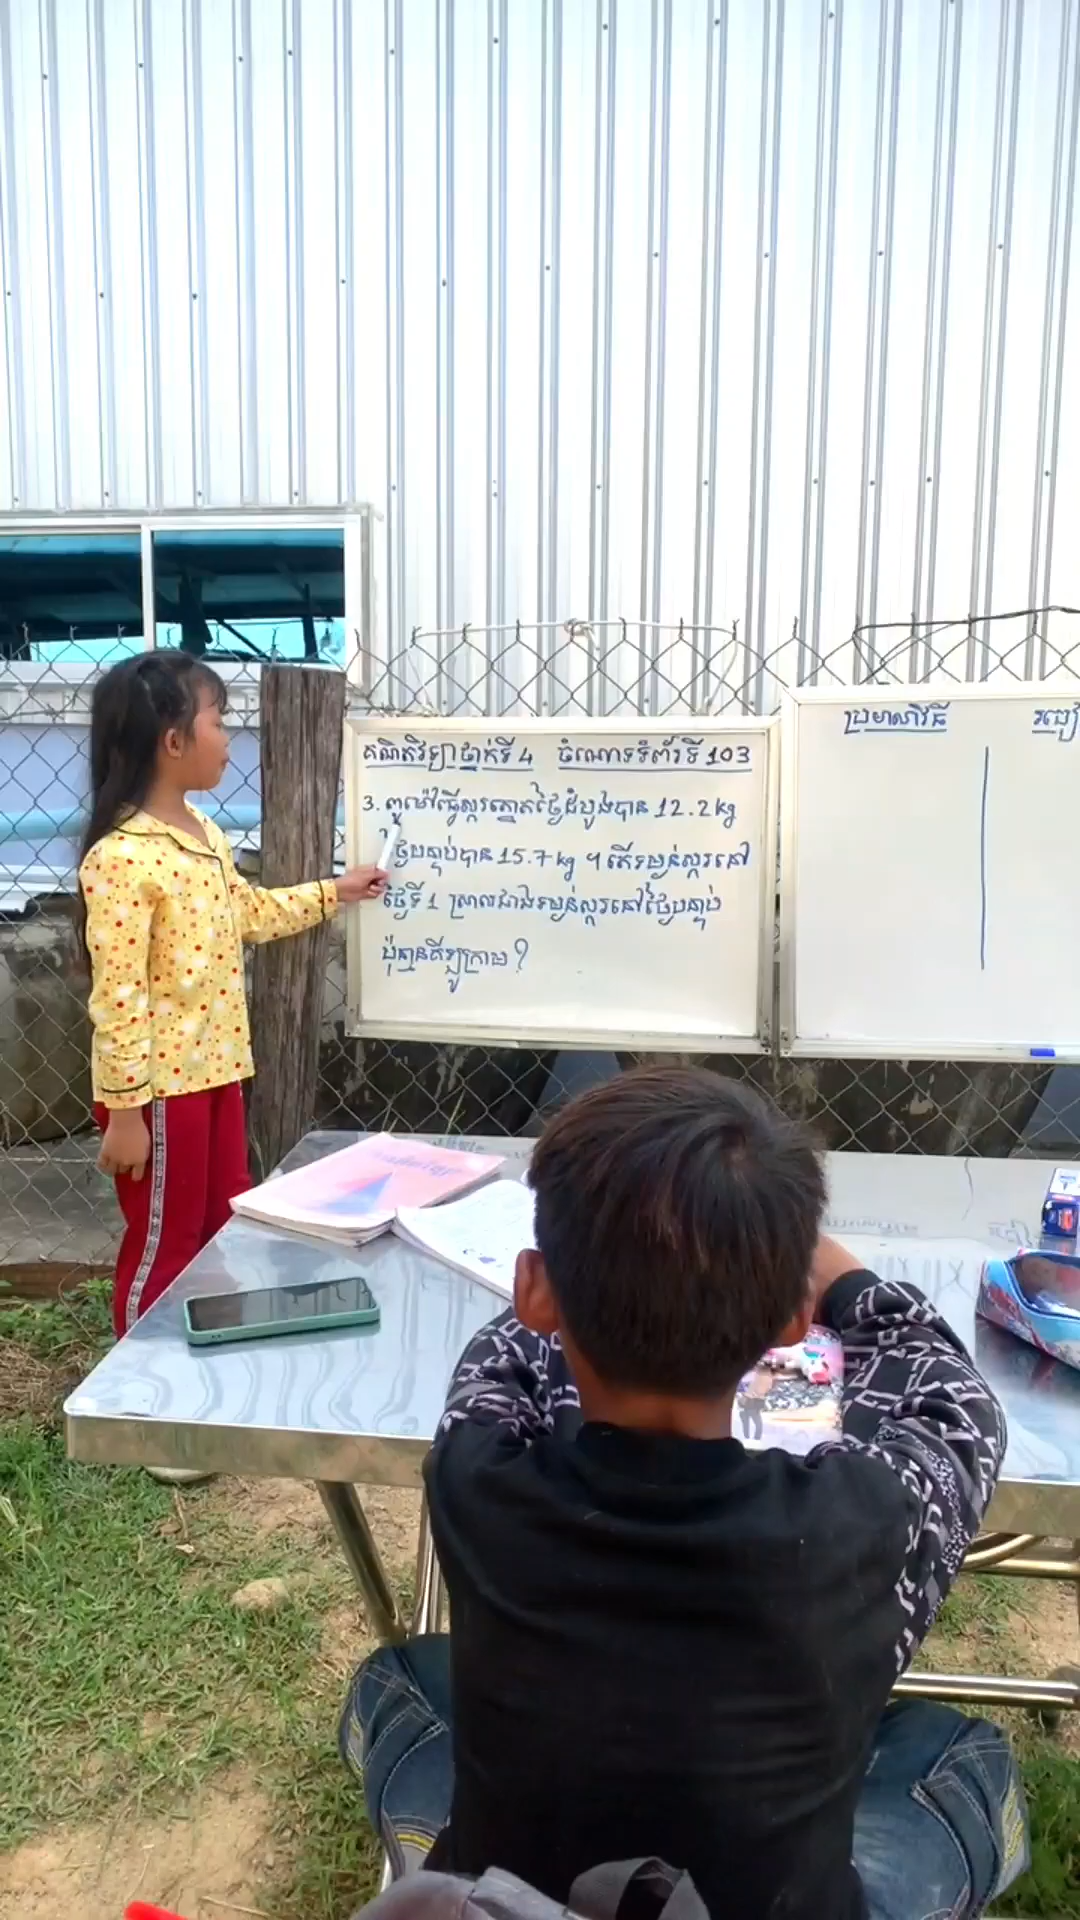 គណិតវិទ្យាថ្នាក់ទី 4 ចំណោទទំព័រទី 103
3. ពូម៉ៅធ្វើស្ករត្នោតថ្ងៃដំបូងបាន 12.2 kg
ថ្ងៃបន្ទាប់បាន 15.7 kg ។ តើទម្ងន់ស្ករនៅ
ថ្ងៃទី 1 ស្រាលជាងទម្ងន់ស្ករនៅថ្ងៃបន្ទាប់
ប៉ុន្មានគីឡូក្រាម ?
ប្រមាណវិធី
របៀ